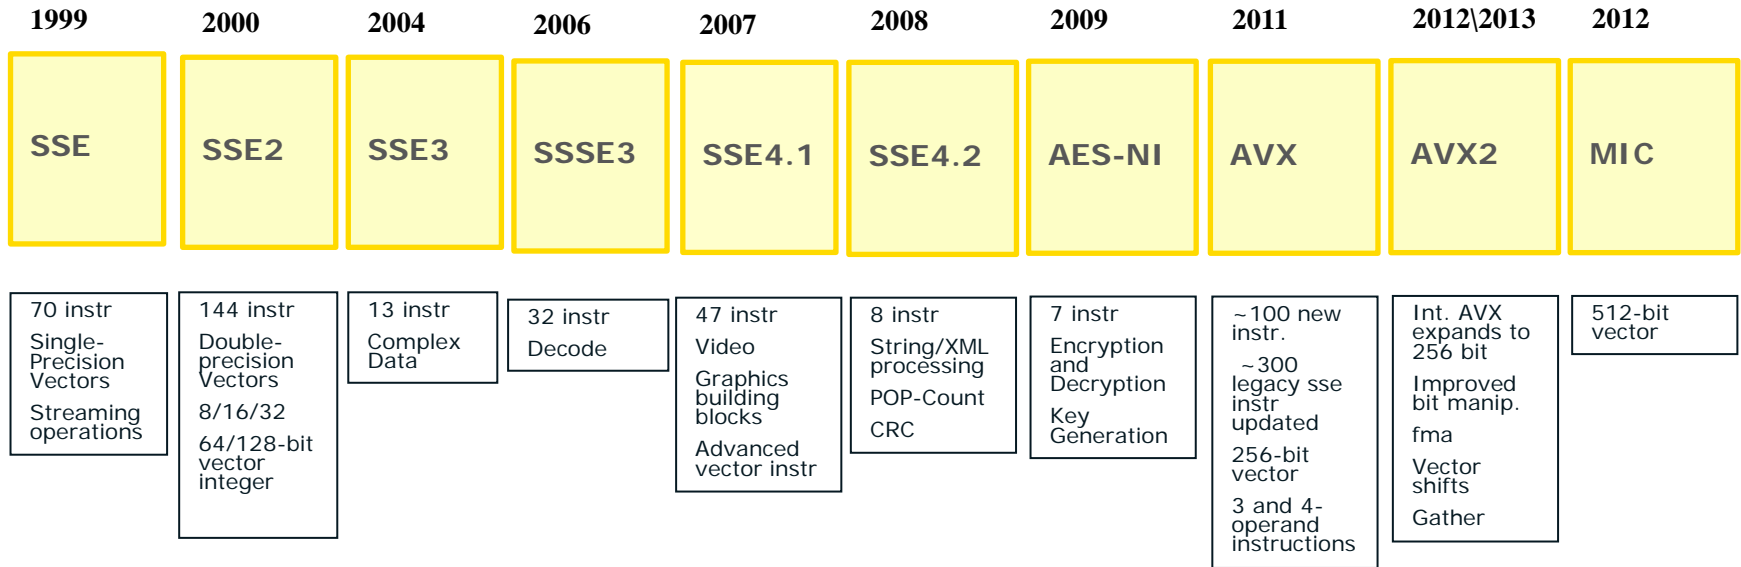 1999
2000
2004
2006
2007
2008
2009
2011
2012\2013
2012
SSE
SSE2
SSE3
SSSE3
SSE4.1
SSE4.2
AES-NI
AVX
AVX2
MIC
70 instr
Single-
Precision
Vectors
Streaming
operations
144 instr
Double-
precision
Vectors
8/16/32
64/128-bit
vector
integer
13 instr
Complex
Data
32 instr
Decode
47 instr
Video
Graphics
building
blocks
Advanced
vector instr
8 instr
String/XML
processing
POP-Count
CRC
7 instr
Encryption
and
Decryption
Key
Generation
~100 new
instr.
~300
legacy sse
instr
updated
256-bit
vector
3 and 4-
operand
instructions
Int. AVX
expands to
256 bit
Improved
bit manip.
fma
Vector
shifts
Gather
512-bit
vector